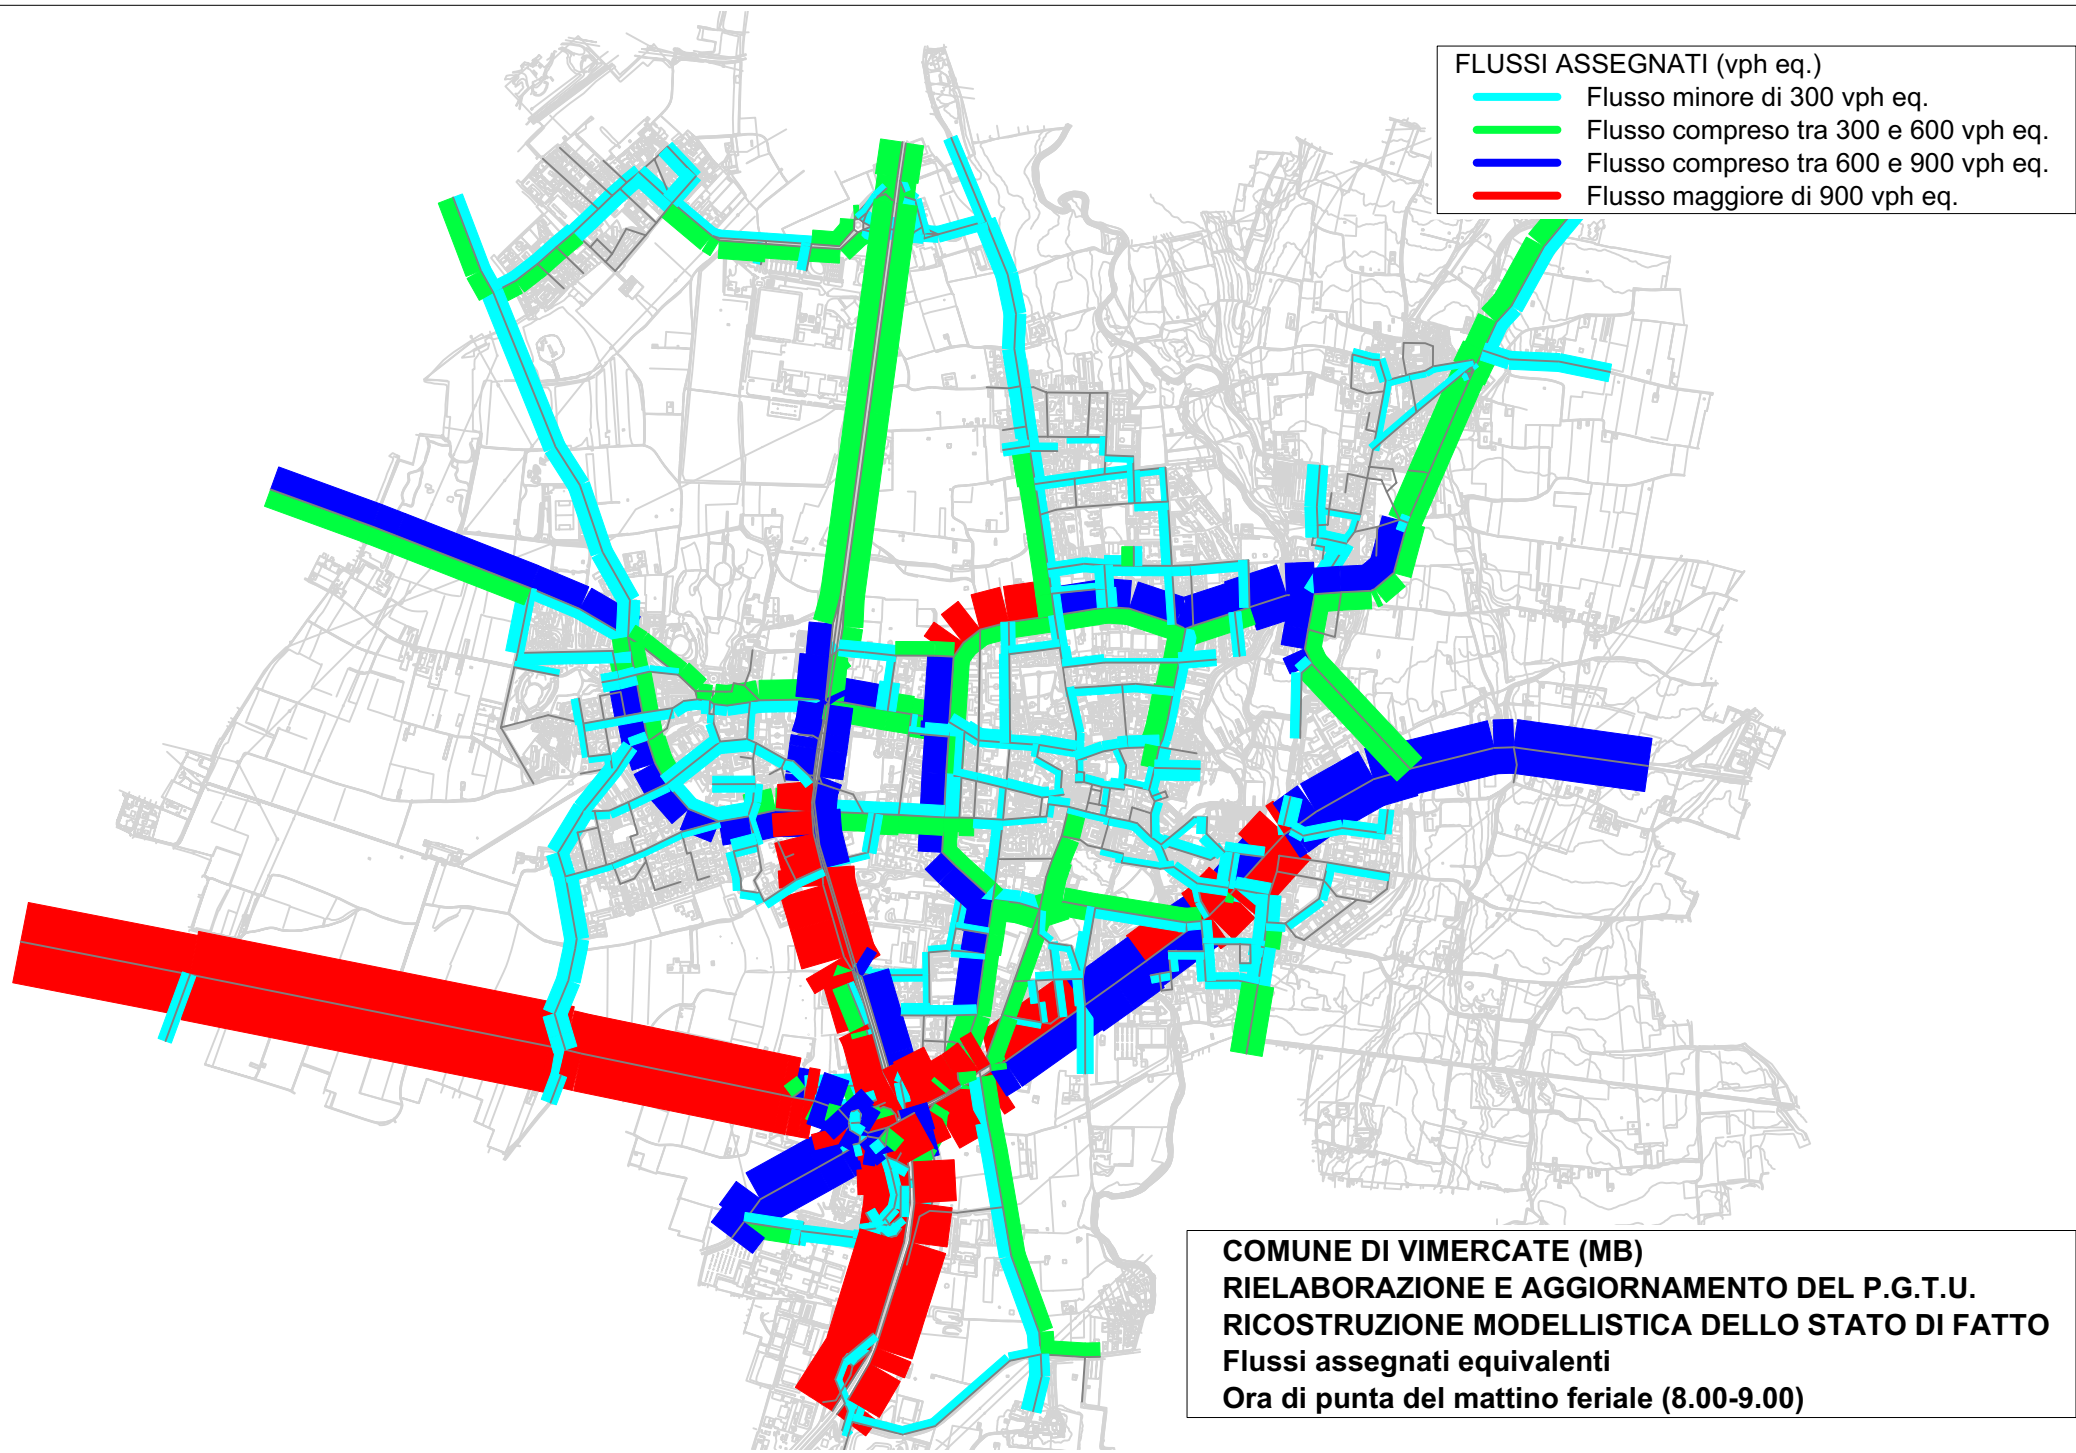 FLUSSI ASSEGNATI (vph eq.)
Flusso minore di 300 vph eq.
Flusso compreso tra 300 e 600 vph eq.
Flusso compreso tra 600 e 900 vph eq.
Flusso maggiore di 900 vph eq.
COMUNE DI VIMERCATE (MB)
RIELABORAZIONE E AGGIORNAMENTO DEL P.G.T.U.
RICOSTRUZIONE MODELLISTICA DELLO STATO DI FATTO
Flussi assegnati equivalenti
Ora di punta del mattino feriale (8.00-9.00)